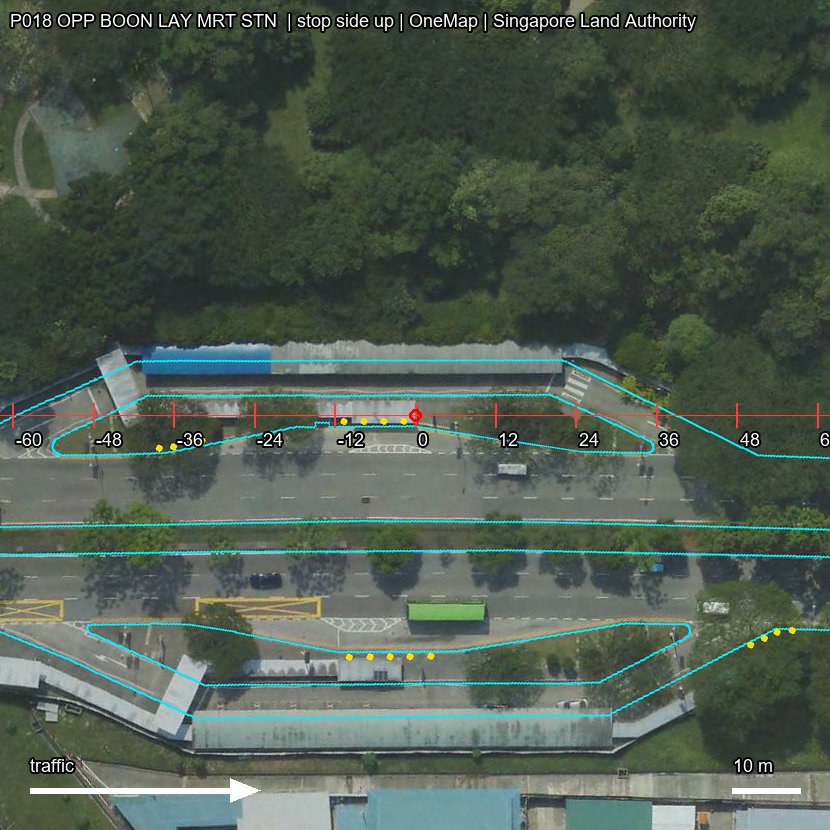 P018 OPP BOON LAY MRT STN | stop side up | OneMap | Singapore Land Authority
-60 -48 -36 -24 -12 0 12 24 36 48 6
traffic
10 m